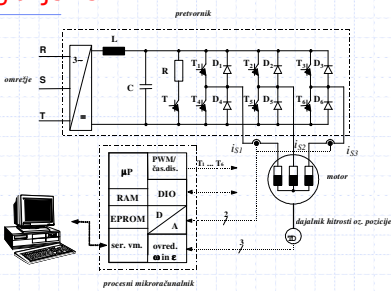 pretvornik
L
R
S
T
omrežje
3~
=
C
R
T
T1
D1
T2
D2
T3
D3
T4
D4
T5
D5
T6
D6
iS1
iS2
iS3
motor
μP
PWM/
čas.dis.
T1 ... T6
RAM
DIO
EPROM
D
A
2
ser. vm.
ovred.
ω in ε
3
dajalnik hitrosti oz. pozicije
procesni mikroračunalnik